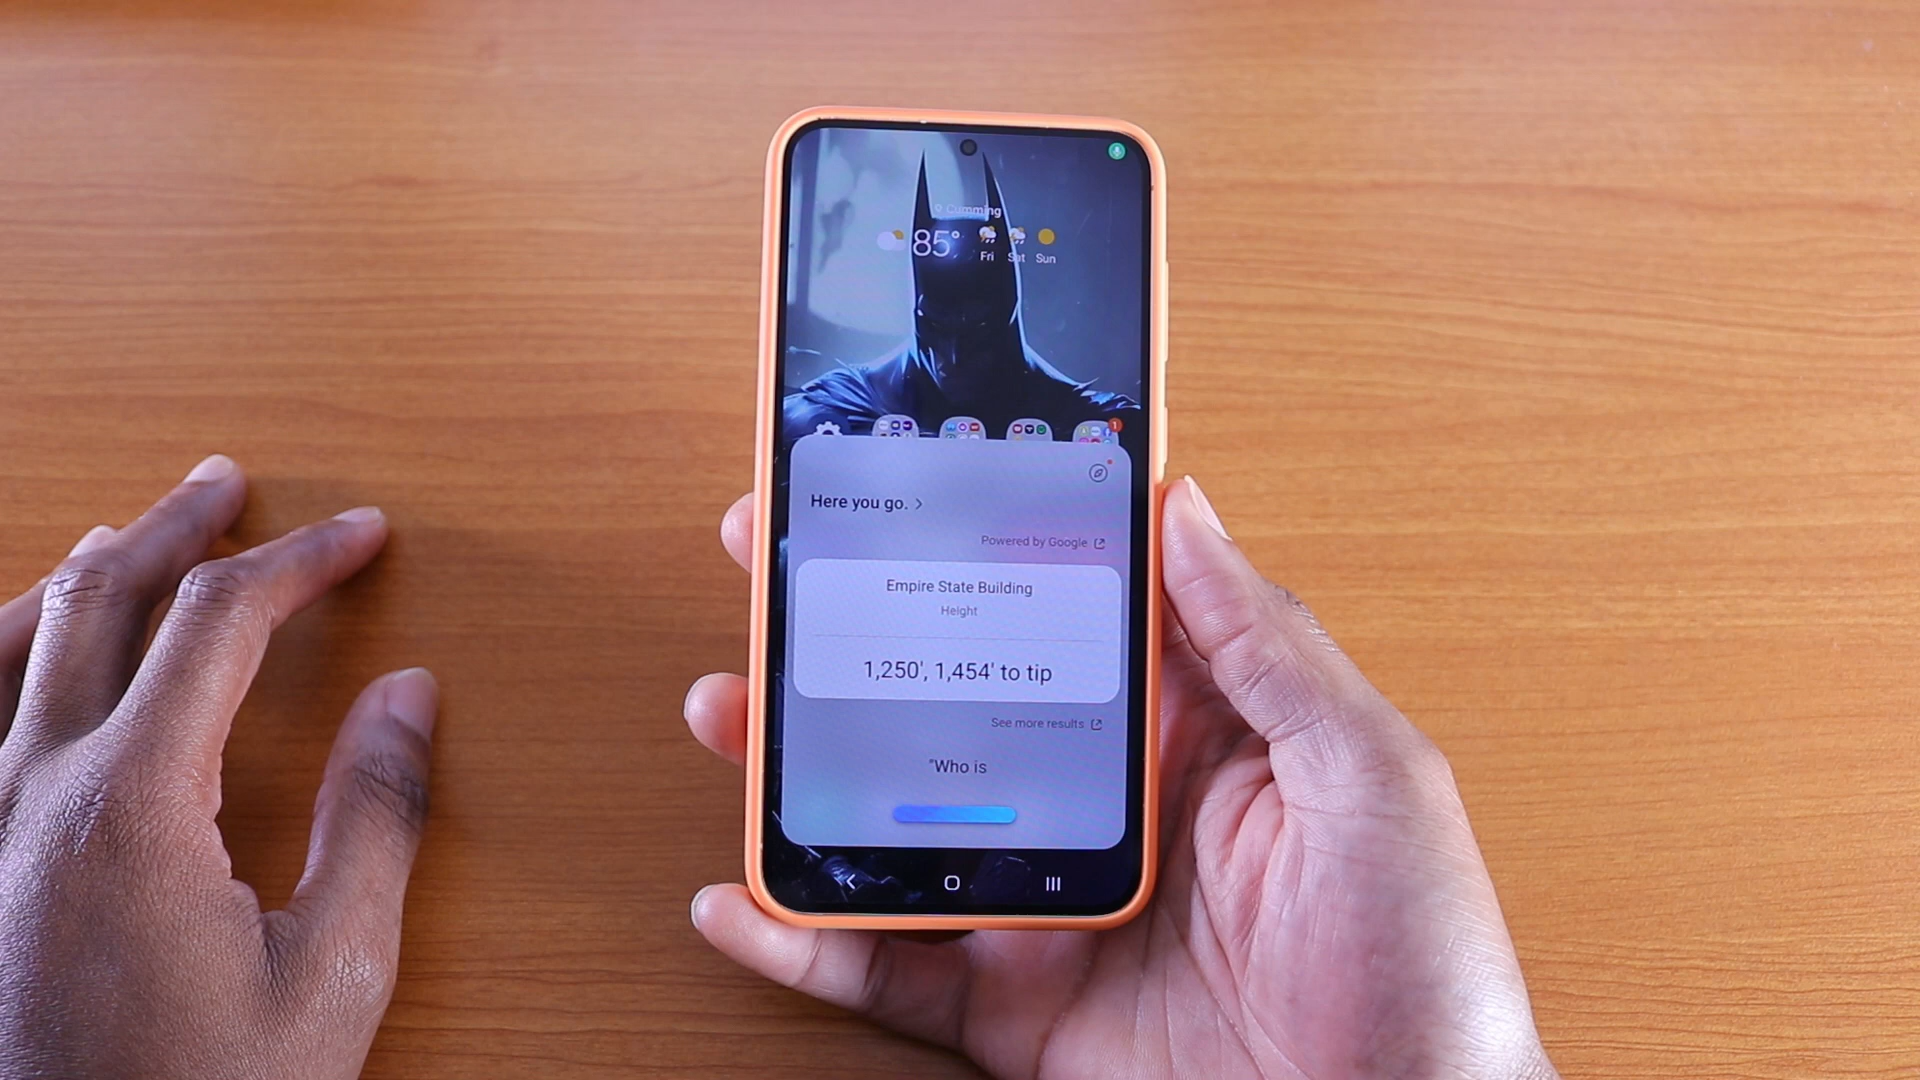 Cumming
85°
Fri Sat Sun
1
Here you go. >
Powered by Google
Empire State Building
Height
1,250', 1,454' to tip
See more results
"Who is